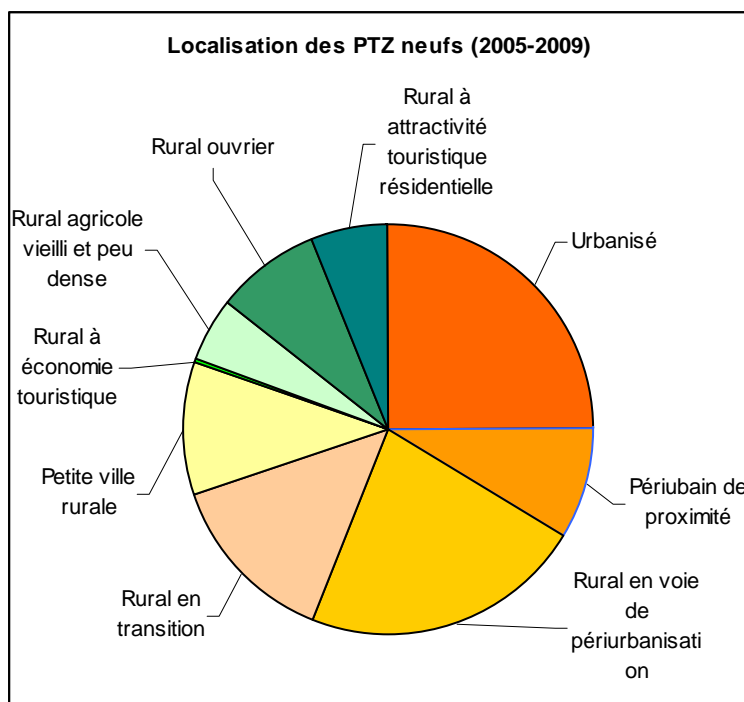 Localisation des PTZ neufs (2005-2009)
Rural à
attractivité
touristique
résidentielle
Rural ouvrier
Rural agricole
vieilli et peu
dense
Urbanisé
Rural à
économie
touristique
Petite ville
rurale
Périubain de
proximité
Rural en
transition
Rural en voie
de
périurbanisati
on